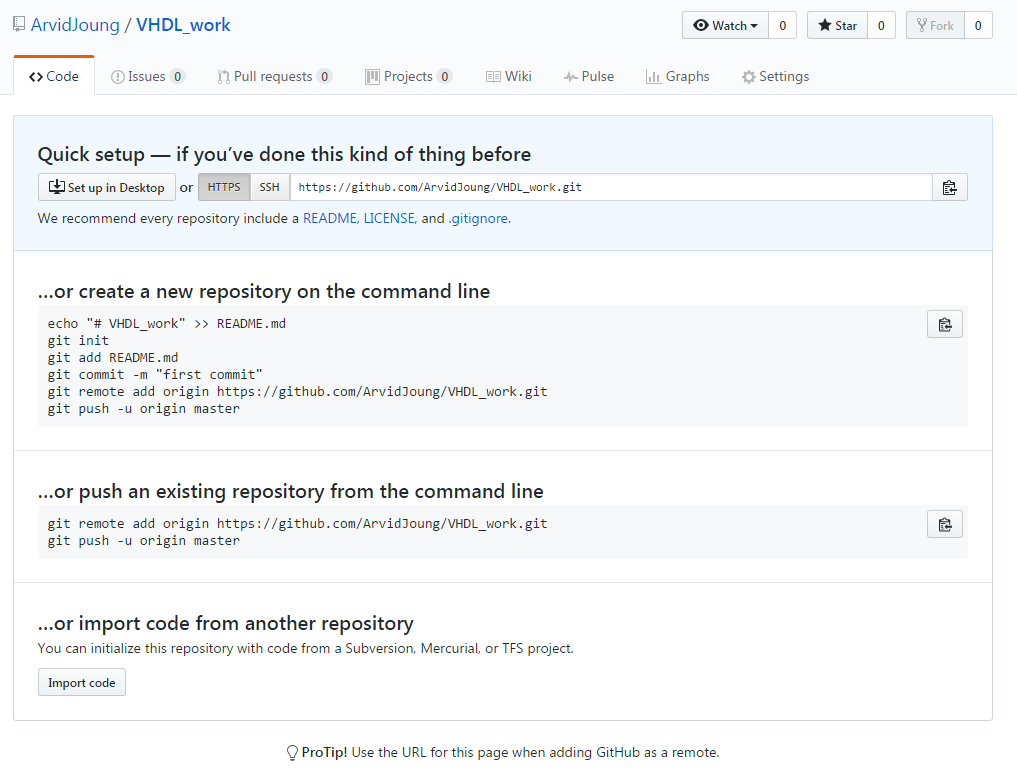 ArvidJoung / VHDL_work
Watch 0 Star 0 Fork 0
Code Issues 0 Pull requests 0 Projects 0 Wiki Pulse Graphs Settings
Quick setup — if you’ve done this kind of thing before
Set up in Desktop or HTTPS SSH https://github.com/ArvidJoung/VHDL_work.git
We recommend every repository include a README, LICENSE, and .gitignore.
…or create a new repository on the command line
echo "# VHDL_work" >> README.md
git init
git add README.md
git commit -m "first commit"
git remote add origin https://github.com/ArvidJoung/VHDL_work.git
git push -u origin master
…or push an existing repository from the command line
git remote add origin https://github.com/ArvidJoung/VHDL_work.git
git push -u origin master
…or import code from another repository
You can initialize this repository with code from a Subversion, Mercurial, or TFS project.
Import code
ProTip! Use the URL for this page when adding GitHub as a remote.